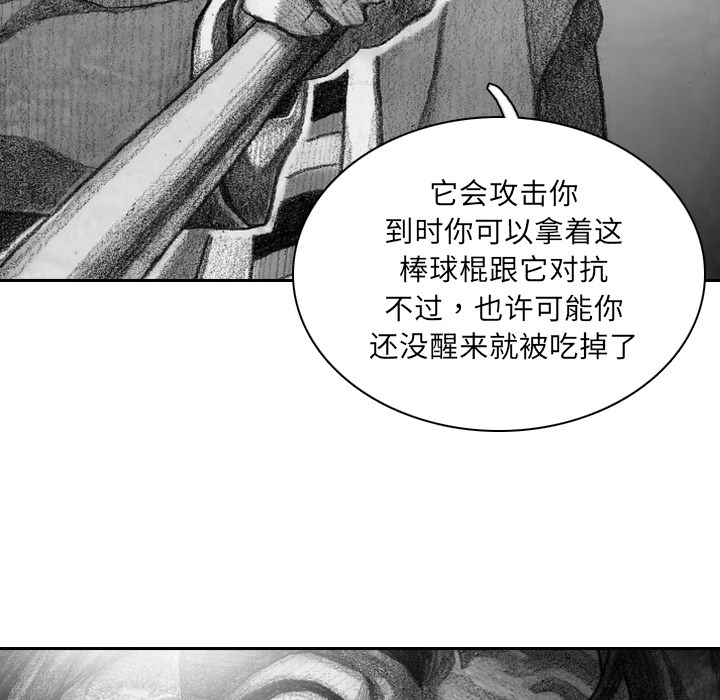 它会攻击你
到时你可以拿着这
棒球棍跟它对抗
不过，也许可能你
还没醒来就被吃掉了